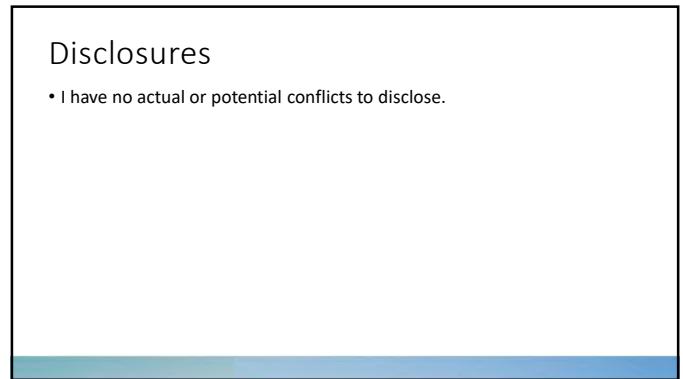 Disclosures
• I have no actual or potential conflicts to disclose.